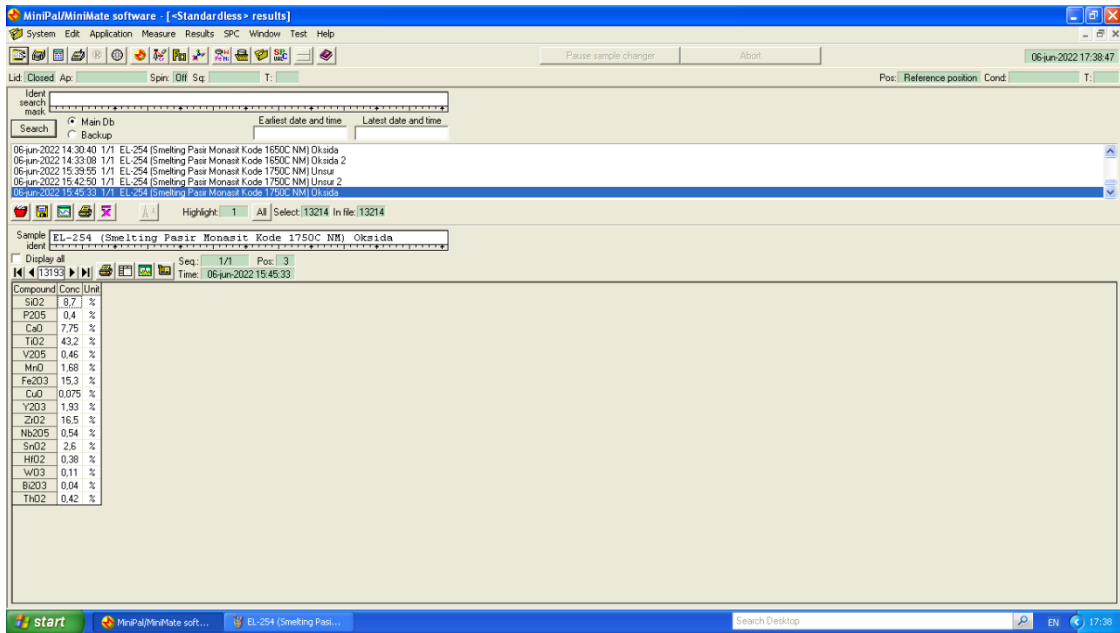 MiniPal/MiniMate software - [<Standardless> results]
System Edit Application Measure Results SPC Window Test Help
Pause sample changer Abort 06-jun-2022 17:38:47
Lid: Closed Ap: Spin: Off Sq: T: Pos: Reference position Cond: T:
Ident
search
mask
Search Main Db Earliest date and time Latest date and time
Backup
06-jun-2022 14:30:40 1/1 EL-254 (Smelting Pasir Monasit Kode 1650C NM) Oksida
06-jun-2022 14:33:08 1/1 EL-254 (Smelting Pasir Monasit Kode 1650C NM) Oksida 2
06-jun-2022 15:39:55 1/1 EL-254 (Smelting Pasir Monasit Kode 1750C NM) Unsur
06-jun-2022 15:42:50 1/1 EL-254 (Smelting Pasir Monasit Kode 1750C NM) Unsur 2
06-jun-2022 15:45:33 1/1 EL-254 (Smelting Pasir Monasit Kode 1750C NM) Oksida
Highlight: 1 All Select: 13214 In file: 13214
Sample ident EL-254 (Smelting Pasir Monasit Kode 1750C NM) Oksida
Display all Seq.: 1/1 Pos: 3
13193 Time: 06-jun-2022 15:45:33
Compound Conc Unit
SiO2 8,7 %
P2O5 0,4 %
CaO 7,75 %
TiO2 43,2 %
V2O5 0,46 %
MnO 1,68 %
Fe2O3 15,3 %
CuO 0,075 %
Y2O3 1,93 %
ZrO2 16,5 %
Nb2O5 0,54 %
SnO2 2,6 %
HfO2 0,38 %
WO3 0,11 %
Bi2O3 0,04 %
ThO2 0,42 %
start MiniPal/MiniMate soft... EL-254 (Smelting Pasi... Search Desktop EN 17:38